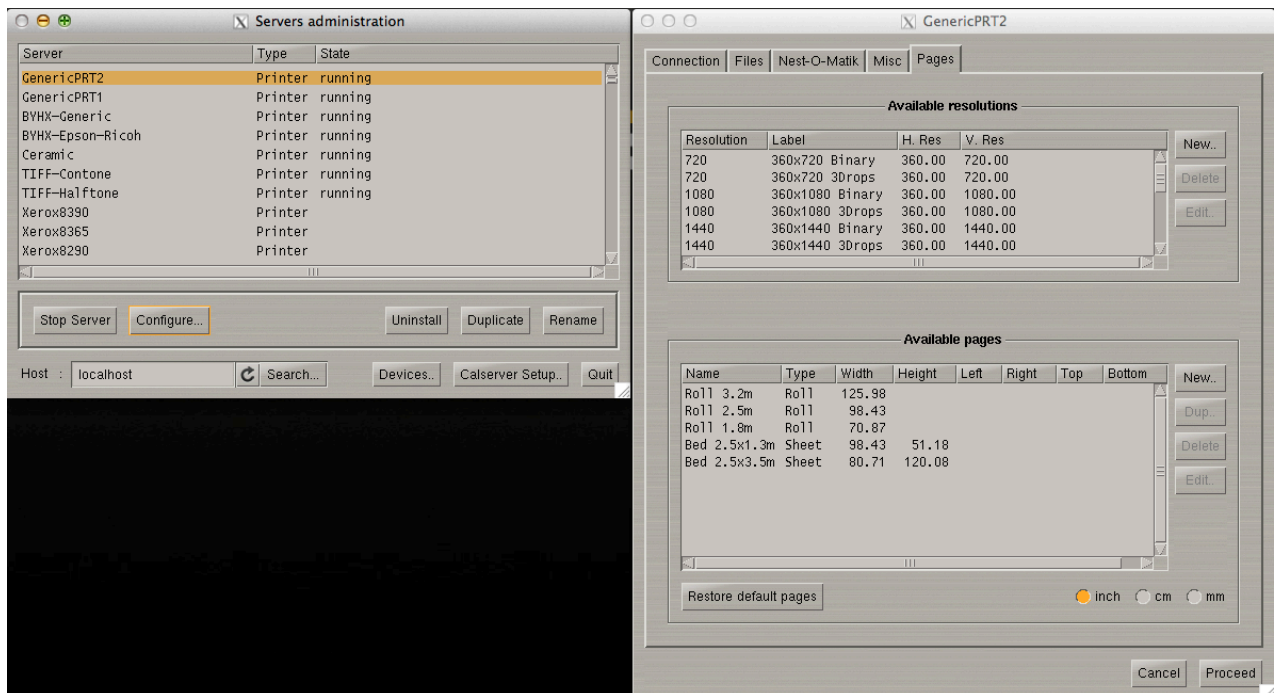 Servers administration
Server Type State
GenericPRT2 Printer running
GenericPRT1 Printer running
BYHX-Generic Printer running
BYHX-Epson-Ricoh Printer running
Ceramic Printer running
TIFF-Contone Printer running
TIFF-Halftone Printer running
Xerox8390 Printer
Xerox8365 Printer
Xerox8290 Printer
Stop Server Configure... Uninstall Duplicate Rename
Host : localhost Search... Devices.. Calserver Setup.. Quit
GenericPRT2
Connection Files Nest-O-Matik Misc Pages
Available resolutions
Resolution Label H. Res V. Res New..
720 360x720 Binary 360.00 720.00
720 360x720 3Drops 360.00 720.00 Delete
1080 360x1080 Binary 360.00 1080.00
1080 360x1080 3Drops 360.00 1080.00 Edit..
1440 360x1440 Binary 360.00 1440.00
1440 360x1440 3Drops 360.00 1440.00
Available pages
Name Type Width Height Left Right Top Bottom New..
Roll 3.2m Roll 125.98
Roll 2.5m Roll 98.43 Dup..
Roll 1.8m Roll 70.87
Bed 2.5x1.3m Sheet 98.43 51.18 Delete
Bed 2.5x3.5m Sheet 80.71 120.08
Edit..
Restore default pages inch cm mm
Cancel Proceed